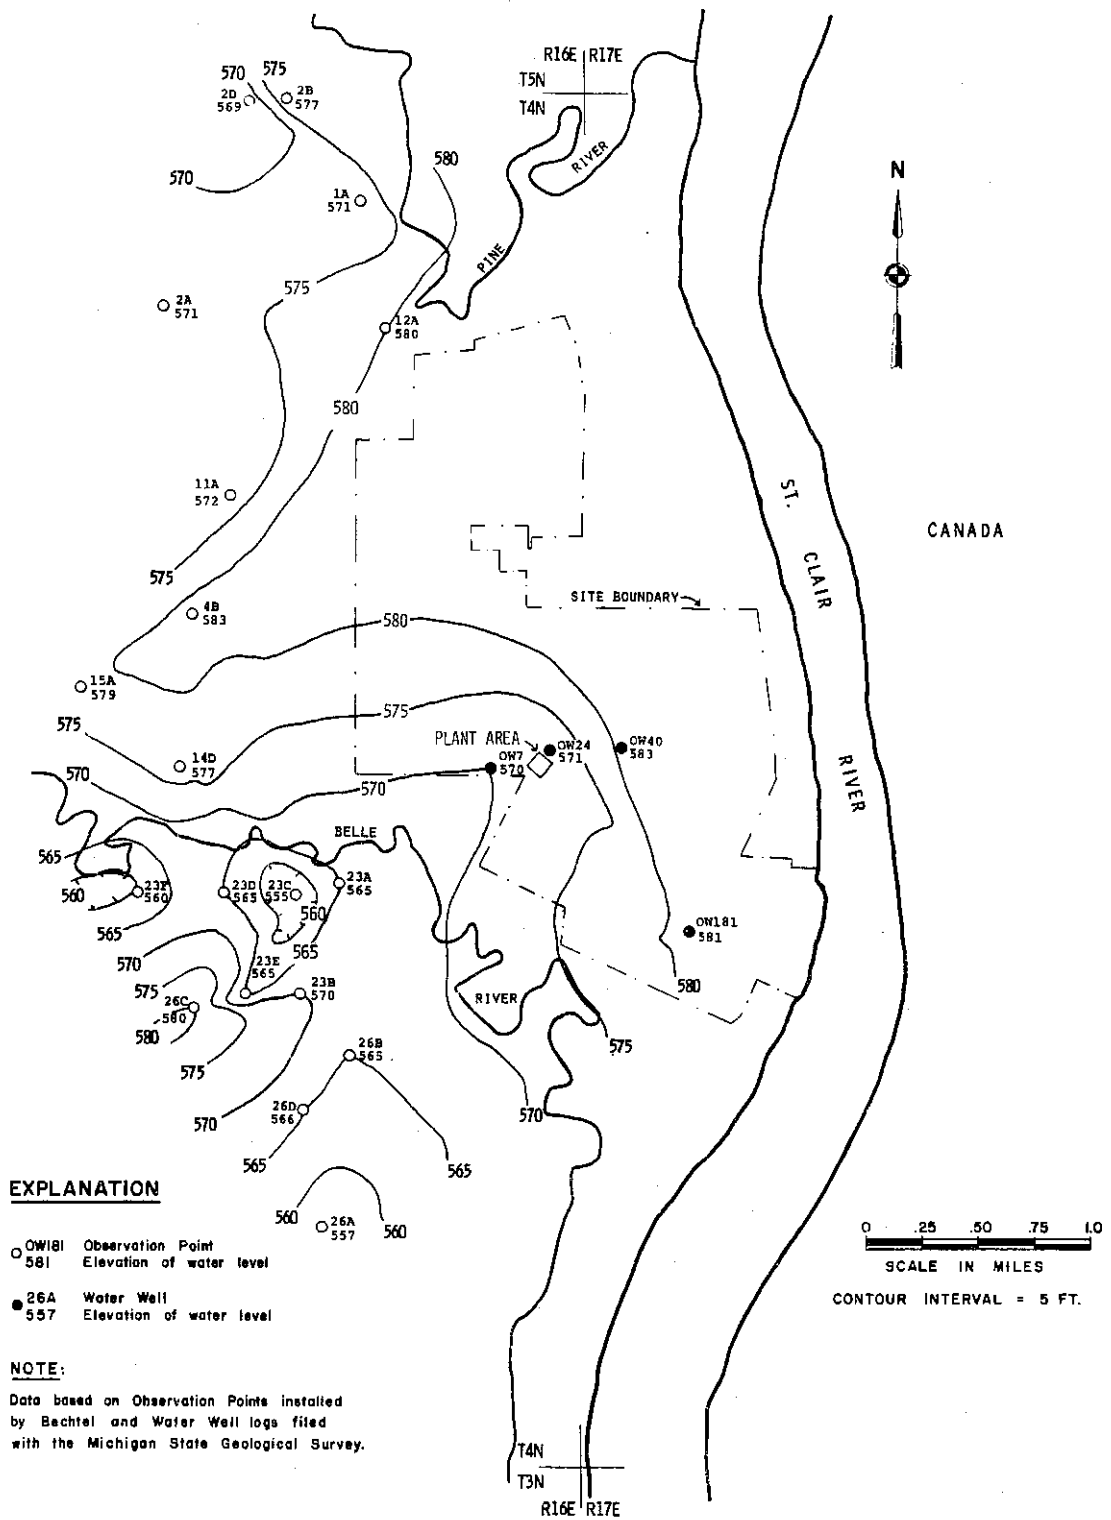 R16E R17E
T5N
T4N
570
575
2D
569
2B
577
RIVER
580
570
1A
571
N
PINE
575
2A
571
12A
580
580
11A
572
ST. CLAIR RIVER
CANADA
575
SITE BOUNDARY
4B
583
580
15A
579
575
575
PLANT AREA
OW24
571
OW40
583
OW7
570
14D
577
570
570
BELLE
565
23F
560
560
23D
565
23C
555
23A
565
560
565
565
OW181
581
570
23E
565
23B
570
580
575
RIVER
26C
580
580
575
26B
565
575
570
26D
566
570
565
565
560
26A
557
560
EXPLANATION
OW181 Observation Point
581 Elevation of water level
26A Water Well
557 Elevation of water level
0 .25 .50 .75 1.0
SCALE IN MILES
CONTOUR INTERVAL = 5 FT.
NOTE:
Data based on Observation Points installed
by Bechtel and Water Well logs filed
with the Michigan State Geological Survey.
T4N
T3N
R16E R17E